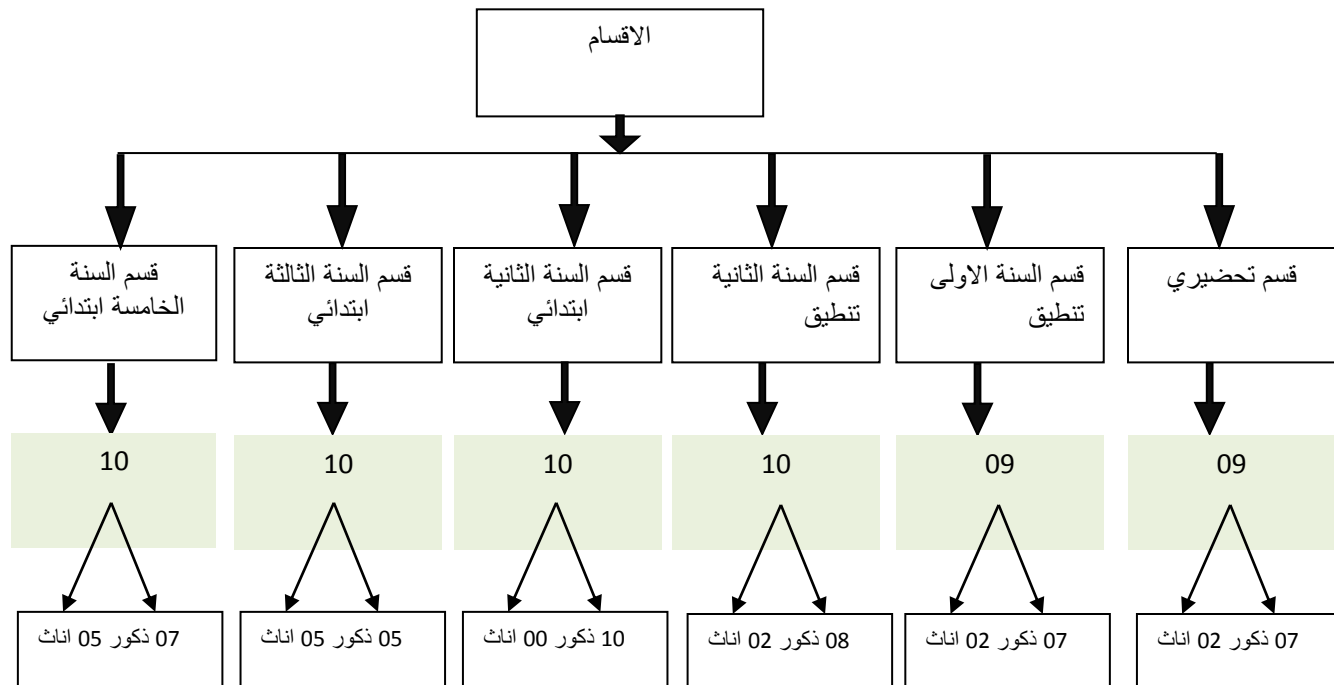 الاقسام
قسم تحضيري
قسم السنة الاولى
تنطيق
قسم السنة الثانية
تنطيق
قسم السنة الثانية
ابتدائي
قسم السنة الثالثة
ابتدائي
قسم السنة
الخامسة ابتدائي
09
09
10
10
10
10
07 ذكور 02 اناث
07 ذكور 02 اناث
08 ذكور 02 اناث
10 ذكور 00 اناث
05 ذكور 05 اناث
07 ذكور 05 اناث